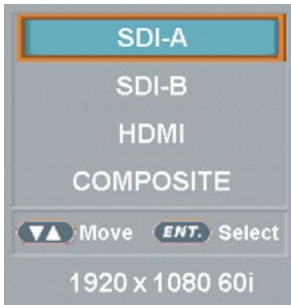 SDI-A
SDI-B
HDMI
COMPOSITE
▼▲ Move ENT. Select
1920 x 1080 60i